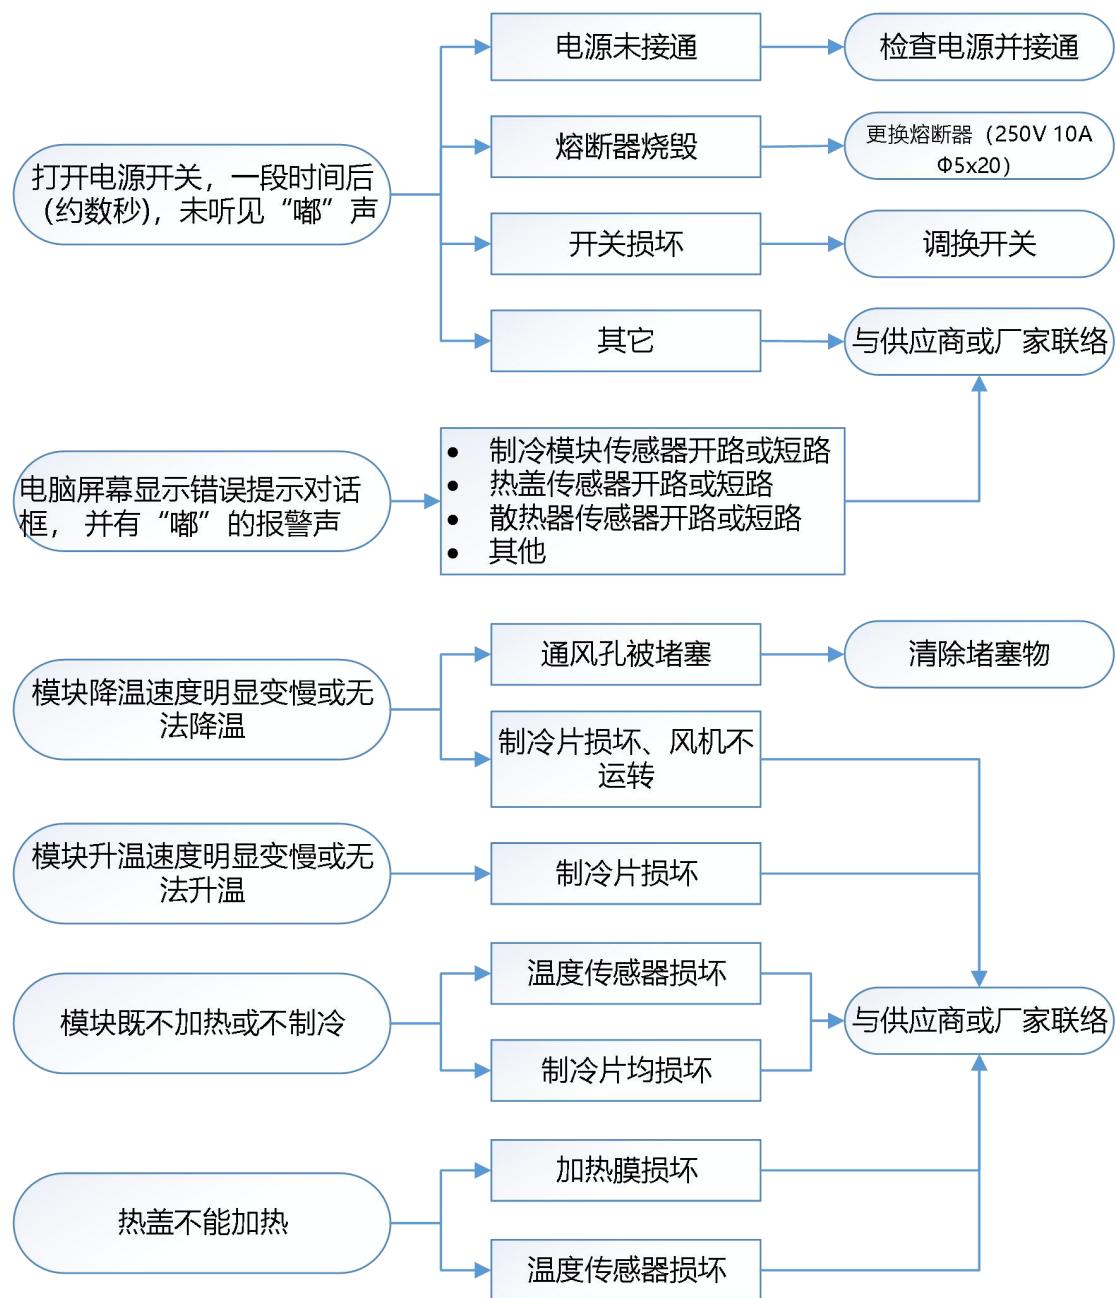 电源未接通
检查电源并接通
熔断器烧毁
更换熔断器（250V 10A
Φ5x20）
打开电源开关，一段时间后
(约数秒)，未听见“嘟”声
开关损坏
调换开关
其它
与供应商或厂家联络
电脑屏幕显示错误提示对话
框， 并有“嘟”的报警声
• 制冷模块传感器开路或短路
• 热盖传感器开路或短路
• 散热器传感器开路或短路
• 其他
模块降温速度明显变慢或无
法降温
通风孔被堵塞
清除堵塞物
制冷片损坏、风机不
运转
模块升温速度明显变慢或无
法升温
制冷片损坏
模块既不加热或不制冷
温度传感器损坏
制冷片均损坏
与供应商或厂家联络
热盖不能加热
加热膜损坏
温度传感器损坏